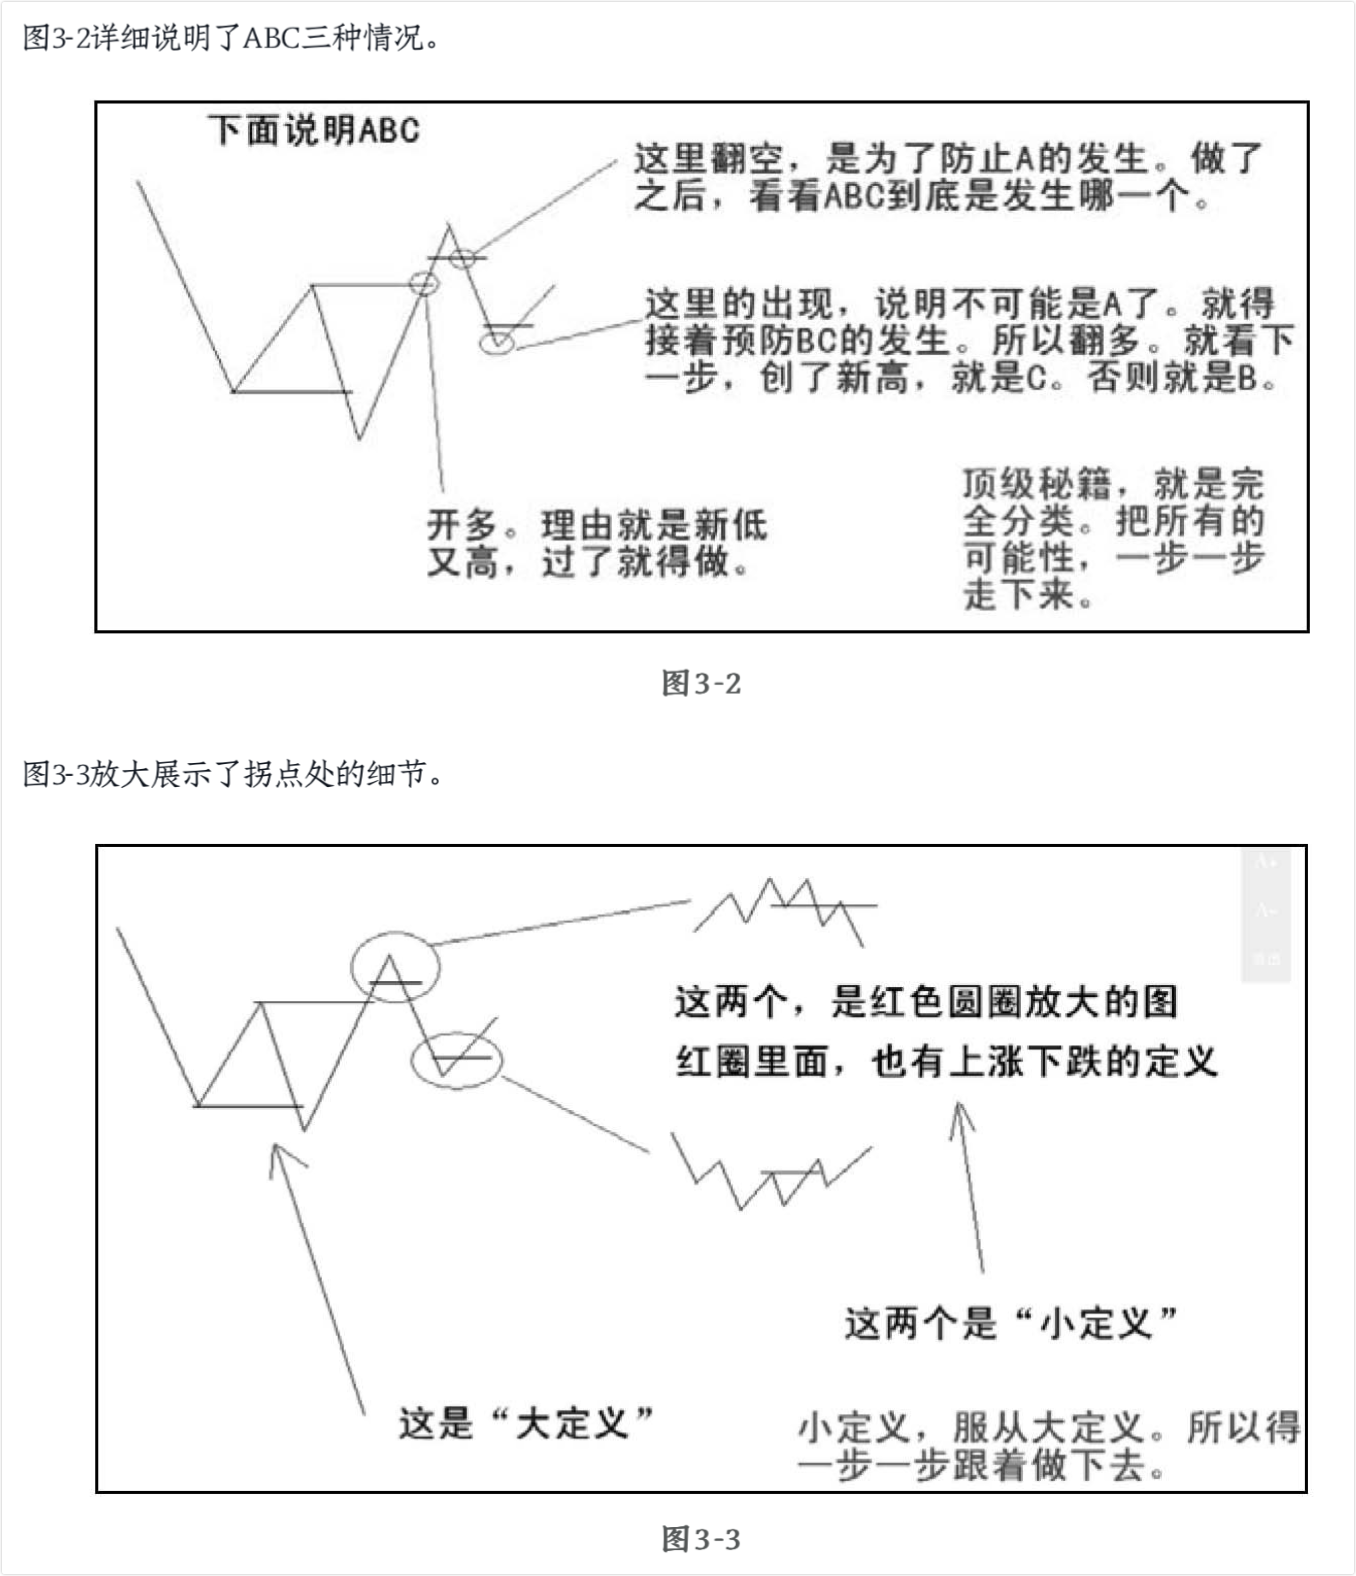 图3-2详细说明了ABC三种情况。
下面说明ABC
这里翻空，是为了防止A的发生。做了
之后，看看ABC到底是发生哪一个。
这里的出现，说明不可能是A了。就得
接着预防BC的发生。所以翻多。就看下
一步，创了新高，就是C。否则就是B。
开多。理由就是新低
又高，过了就得做。
顶级秘籍，就是完
全分类。把所有的
可能性，一步一步
走下来。
图3-2
图3-3放大展示了拐点处的细节。
A+
A-
这两个，是红色圆圈放大的图
红圈里面，也有上涨下跌的定义
这两个是“小定义”
这是“大定义”
小定义，服从大定义。所以得
一步一步跟着做下去。
图3-3